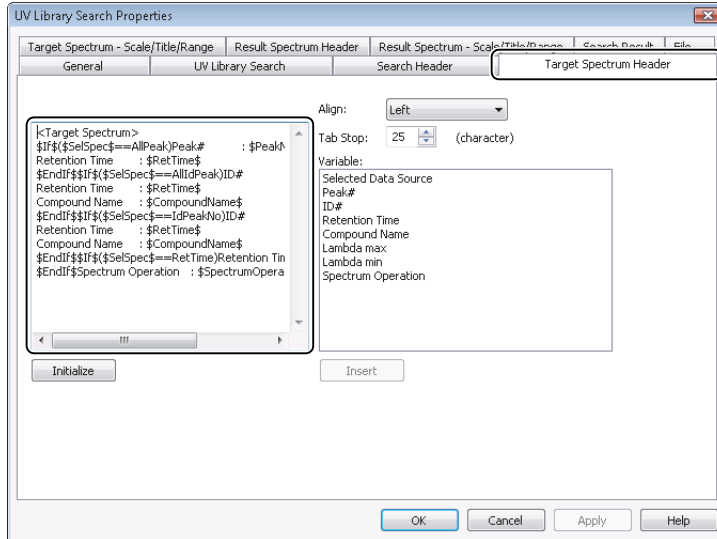 UV Library Search Properties
Target Spectrum - Scale/Title/Range Result Spectrum Header Result Spectrum - Scale/Title/Range Search Result File
General UV Library Search Search Header Target Spectrum Header
Align: Left
Tab Stop: 25 (character)
Variable:
<Target Spectrum>
$If$($SelSpec$==AllPeak)Peak# : $PeakN
Retention Time : $RetTime$
$EndIf$$If$($SelSpec$==AllIdPeak)ID#
Retention Time : $RetTime$
Compound Name : $CompoundName$
$EndIf$$If$($SelSpec$==IdPeakNo)ID#
Retention Time : $RetTime$
Compound Name : $CompoundName$
$EndIf$$If$($SelSpec$==RetTime)Retention Tin
$EndIf$Spectrum Operation : $SpectrumOpera
Selected Data Source
Peak#
ID#
Retention Time
Compound Name
Lambda max
Lambda min
Spectrum Operation
Initialize Insert
OK Cancel Apply Help